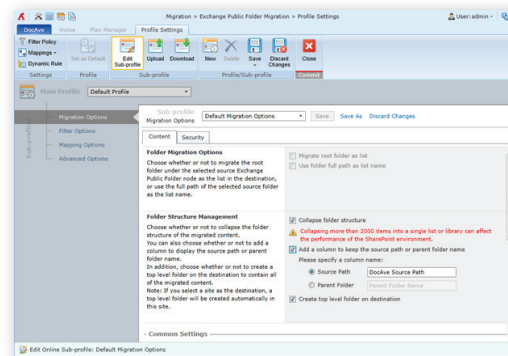 Migration > Exchange Public Folder Migration > Profile Settings
User: admin
DocAve Home Plan Manager Profile Settings
Filter Policy
Mappings
Dynamic Rule
Set as Default
Edit Sub-profile
Upload
Download
New
Delete
Save
Discard Changes
Close
Settings Profile Sub-profile Profile/Sub-profile Commit
Main Profile Default Profile
Sub-profiles
Migration Options
Filter Options
Mapping Options
Advanced Options
Sub-profile
Migration Options
Default Migration Options
Save Save As Discard Changes
Content Security
Folder Migration Options
Choose whether or not to migrate the root
folder under the selected source Exchange
Public Folder node as the list in the destination,
or use the full path of the selected source folder
as the list name.
Migrate root folder as list
Use folder full path as list name
Folder Structure Management
Choose whether or not to collapse the folder
structure of the migrated content.
You can also choose whether or not to add a
column to display the source path or parent
folder name.
In addition, choose whether or not to create a
top level folder on the destination to contain all
of the migrated content.
Note: If you select a site as the destination, a
top level folder will be created automatically in
this site.
Collapse folder structure
Collapsing more than 2000 items into a single list or library can affect
the performance of the SharePoint environment.
Add a column to keep the source path or parent folder name
Please specify a column name:
Source Path DocAve Source Path
Parent Folder Parent Folder Name
Create top level folder on destination
- Common Settings
Edit Online Sub-profile: Default Migration Options